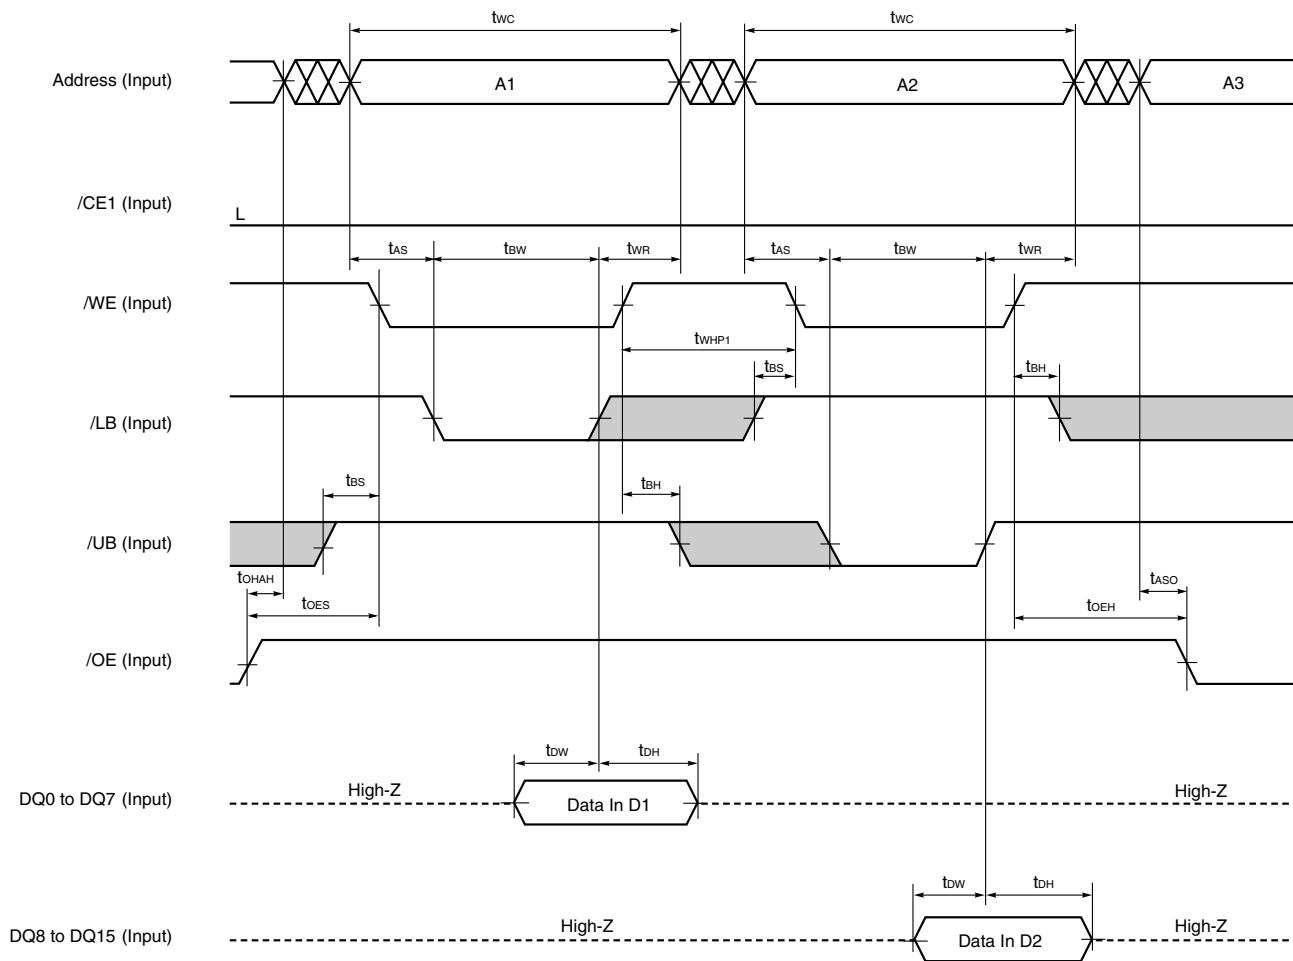 tWC tWC
Address (Input) A1 A2 A3
/CE1 (Input) L
tAS tBW tWR tAS tBW tWR
/WE (Input)
tWHP1
tBS tBH
/LB (Input)
tBS tBH
/UB (Input)
tOHAH tASO
tOES tOEH
/OE (Input)
tDW tDH
DQ0 to DQ7 (Input) High-Z Data In D1 High-Z
tDW tDH
DQ8 to DQ15 (Input) High-Z Data In D2 High-Z